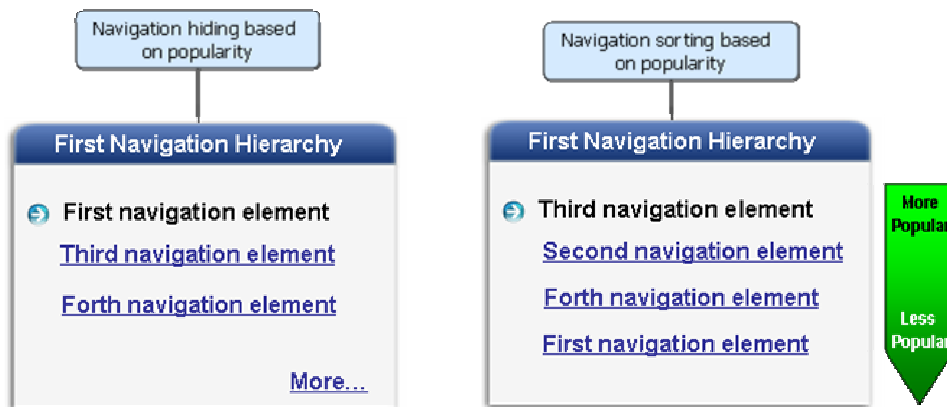 Navigation hiding based
on popularity
First Navigation Hierarchy
First navigation element
Third navigation element
Forth navigation element
More...
Navigation sorting based
on popularity
First Navigation Hierarchy
Third navigation element
Second navigation element
Forth navigation element
First navigation element
More
Popular
Less
Popular